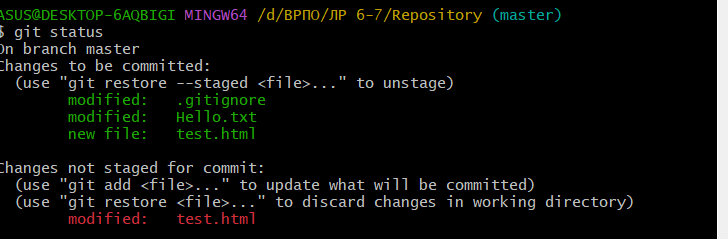 ASUS@DESKTOP-6AQBIGI MINGW64 /d/ВРПО/ЛР 6-7/Repository (master)
$ git status
On branch master
Changes to be committed:
  (use "git restore --staged <file>..." to unstage)
        modified:   .gitignore
        modified:   Hello.txt
        new file:   test.html

Changes not staged for commit:
  (use "git add <file>..." to update what will be committed)
  (use "git restore <file>..." to discard changes in working directory)
        modified:   test.html